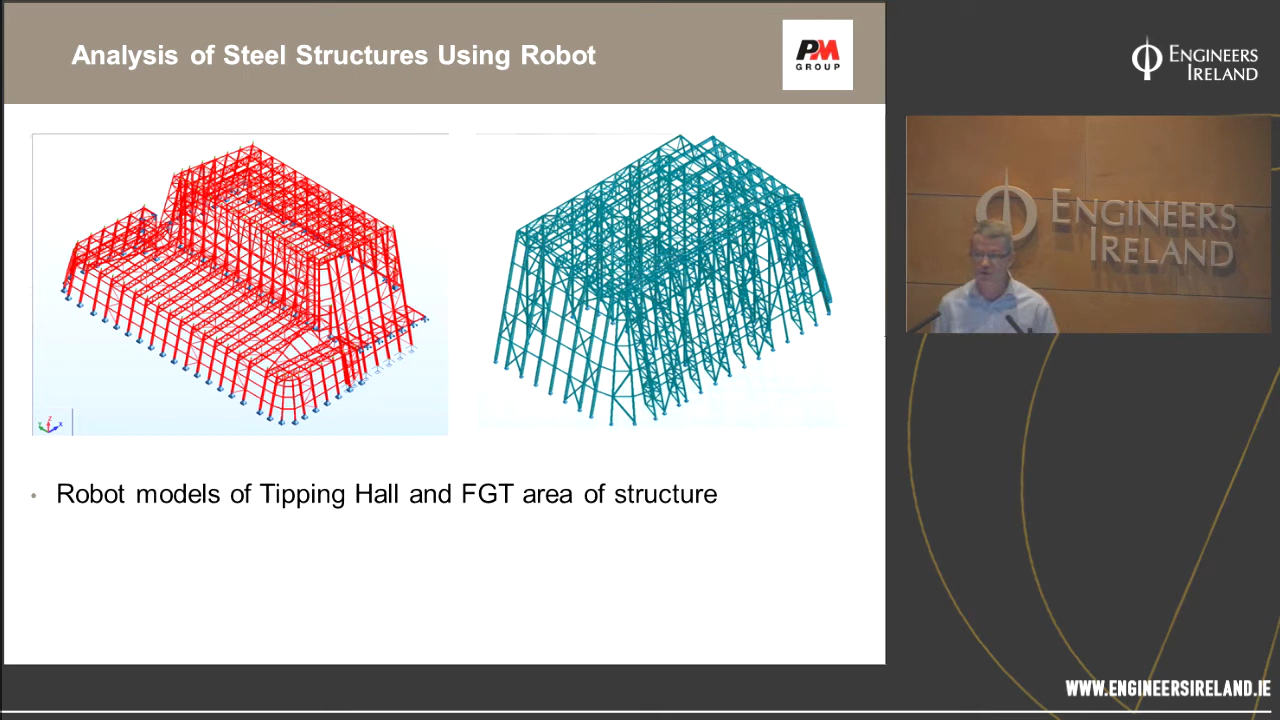 Analysis of Steel Structures Using Robot
PM
GROUP
ENGINEERS
IRELAND
ENGINEERS
IRELAND
Robot models of Tipping Hall and FGT area of structure
WWW.ENGINEERSIRELAND.IE